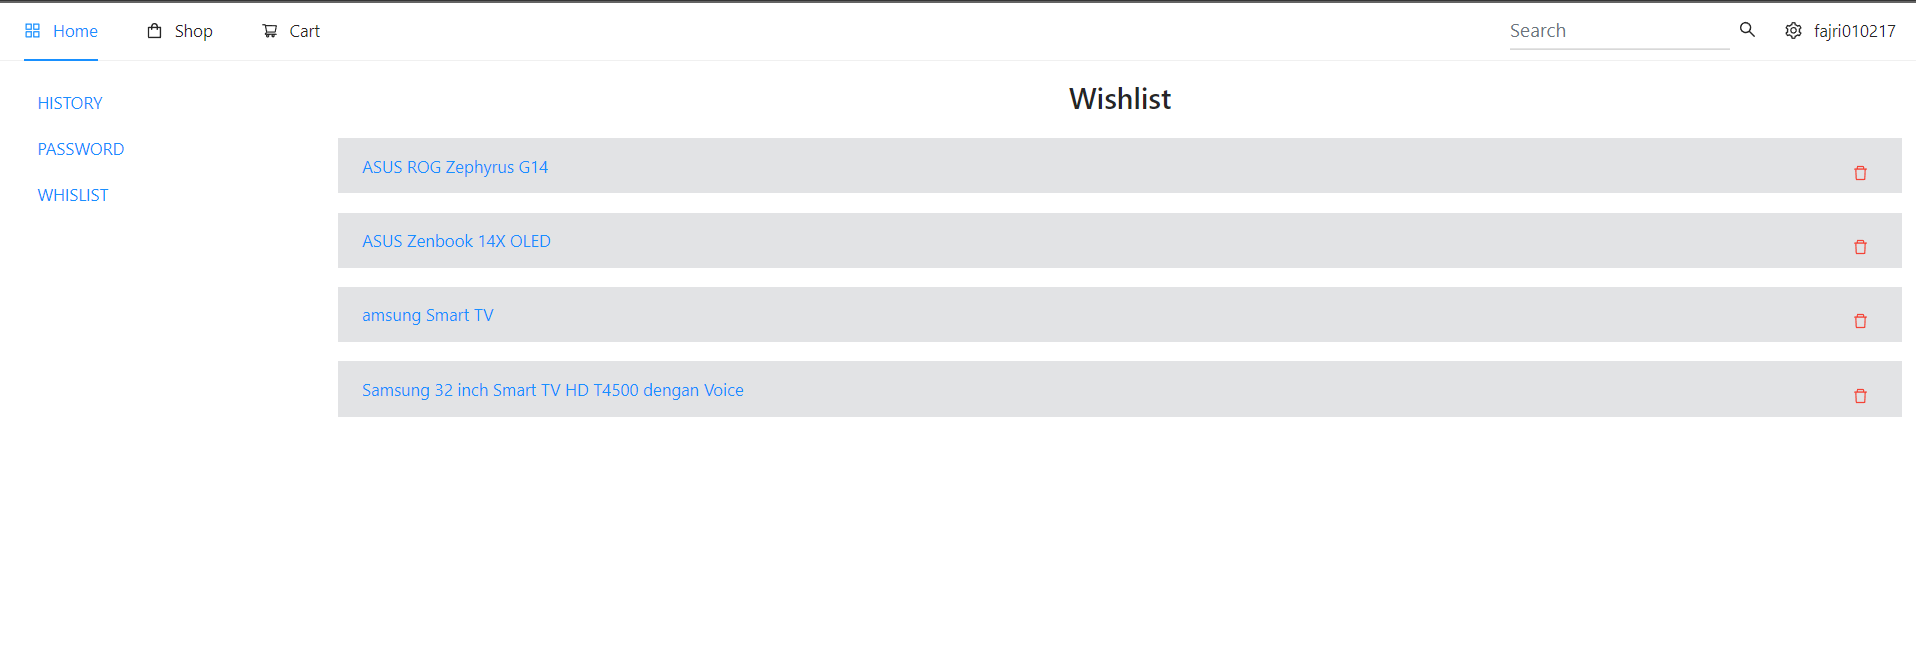 Home Shop Cart Search fajri010217
HISTORY
PASSWORD
WHISLIST
Wishlist
ASUS ROG Zephyrus G14
ASUS Zenbook 14X OLED
amsung Smart TV
Samsung 32 inch Smart TV HD T4500 dengan Voice